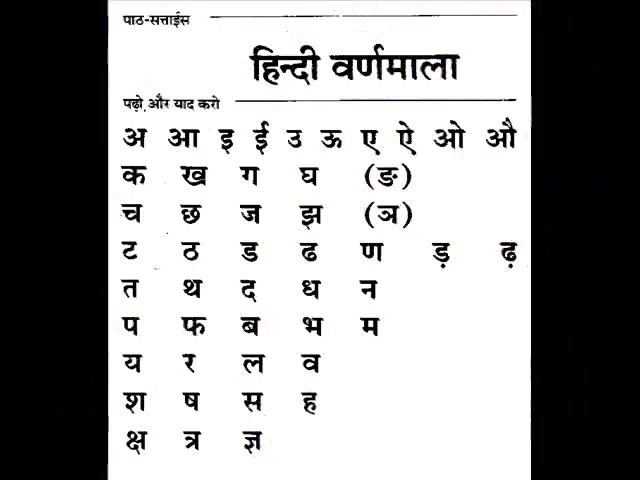 पाठ-सत्ताईस
हिन्दी वर्णमाला
पढ़ो और याद करो
अ आ इ ई उ ऊ ए ऐ ओ औ
क ख ग घ (ङ)
च छ ज झ (ञ)
ट ठ ड ढ ण ड़ ढ़
त थ द ध न
प फ ब भ म
य र ल व
श ष स ह
क्ष त्र ज्ञ